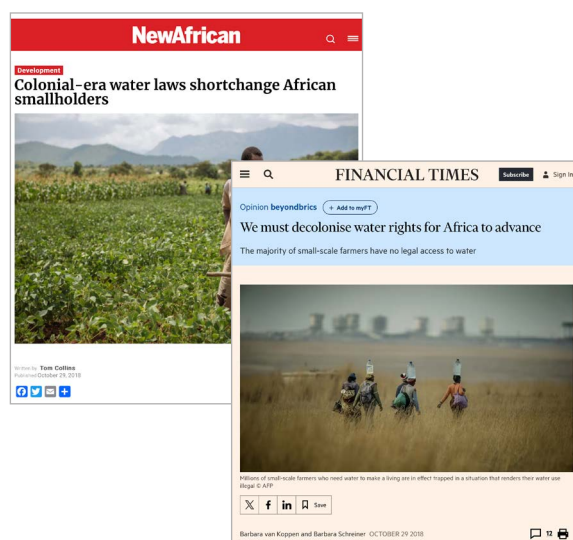 NewAfrican
Development
Colonial-era water laws shortchange African
smallholders
Written by Tom Collins
Published October 29, 2018
FINANCIAL TIMES
Subscribe
Sign In
Opinion beyondbrics
+ Add to myFT
We must decolonise water rights for Africa to advance
The majority of small-scale farmers have no legal access to water
Millions of small-scale farmers who need water to make a living are in effect trapped in a situation that renders their water use
illegal © AFP
Save
Barbara van Koppen and Barbara Schreiner OCTOBER 29 2018
12